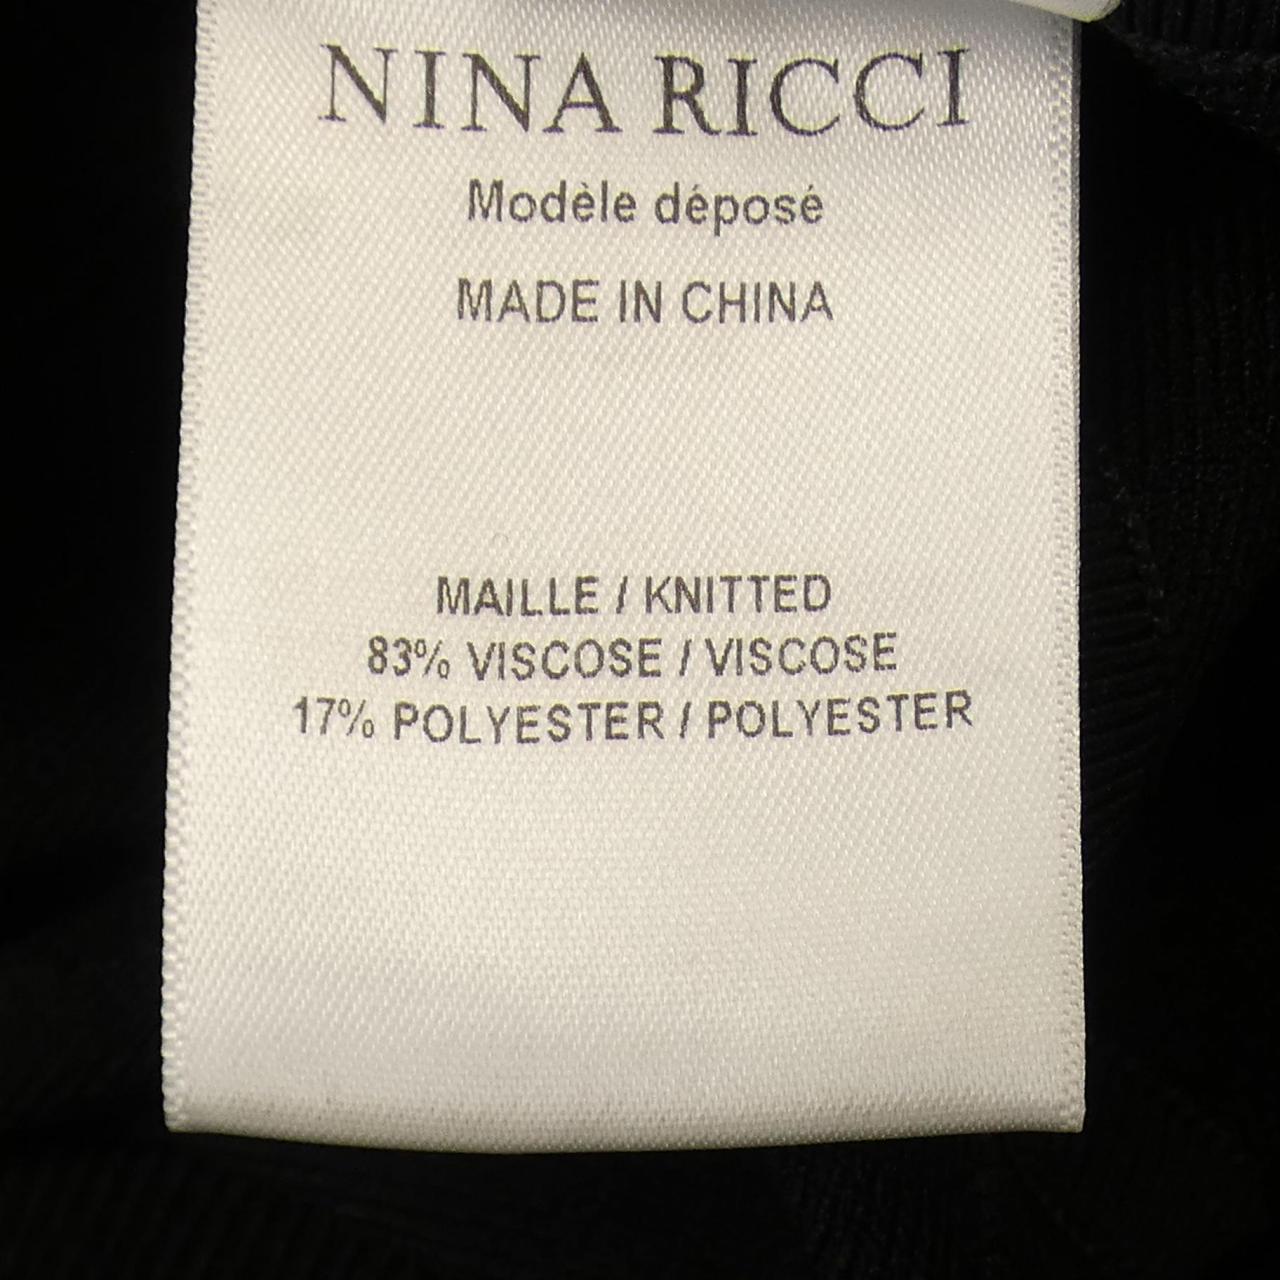 NINA RICCI
Modèle déposé
MADE IN CHINA
MAILLE / KNITTED
83% VISCOSE / VISCOSE
17% POLYESTER / POLYESTER